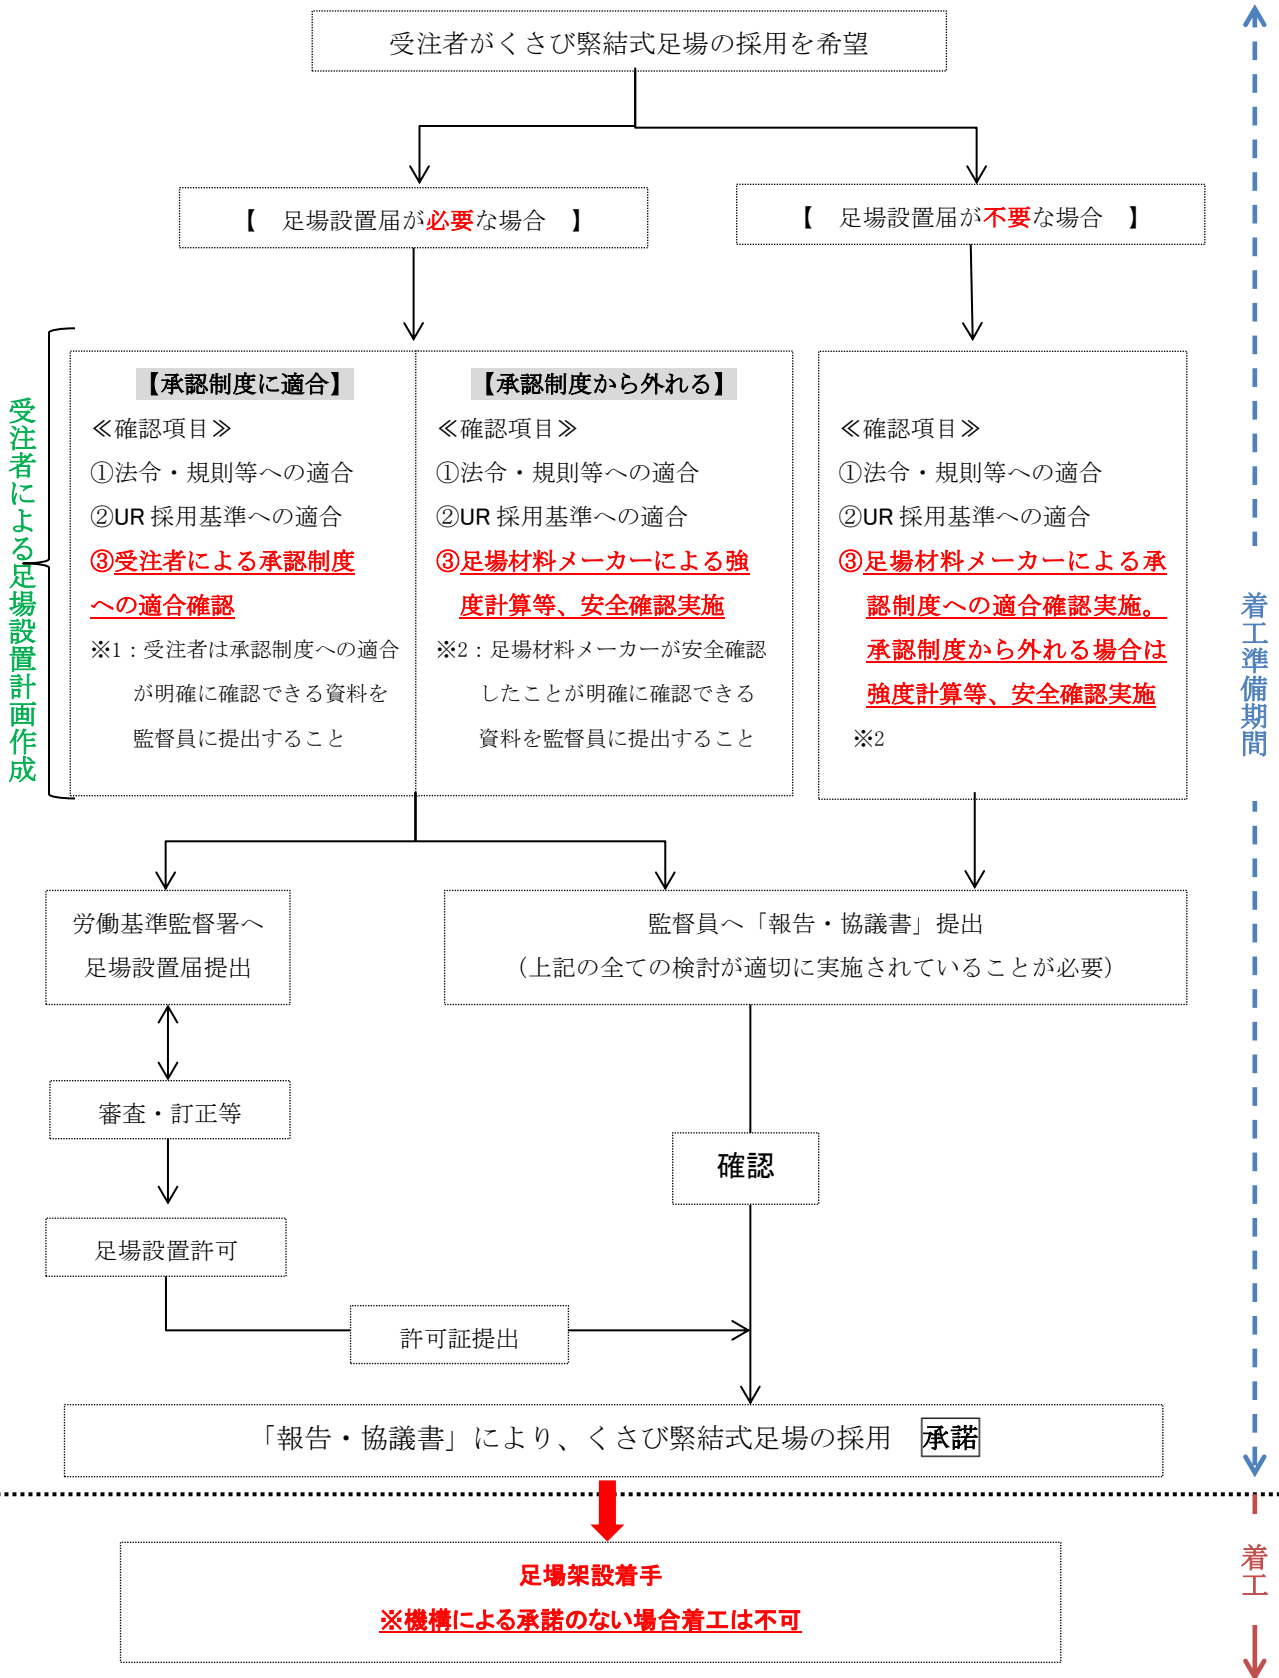 受注者がくさび緊結式足場の採用を希望
【　足場設置届が必要な場合　】
【　足場設置届が不要な場合　】
受注者による足場設置計画作成
【承認制度に適合】
≪確認項目≫
①法令・規則等への適合
②UR 採用基準への適合
③受注者による承認制度
への適合確認
※1：受注者は承認制度への適合
が明確に確認できる資料を
監督員に提出すること
【承認制度から外れる】
≪確認項目≫
①法令・規則等への適合
②UR 採用基準への適合
③足場材料メーカーによる強
度計算等、安全確認実施
※2：足場材料メーカーが安全確認
したことが明確に確認できる
資料を監督員に提出すること
≪確認項目≫
①法令・規則等への適合
②UR 採用基準への適合
③足場材料メーカーによる承
認制度への適合確認実施。
承認制度から外れる場合は
強度計算等、安全確認実施
※2
着工準備期間
労働基準監督署へ
足場設置届提出
監督員へ「報告・協議書」提出
（上記の全ての検討が適切に実施されていることが必要）
審査・訂正等
確認
足場設置許可
許可証提出
「報告・協議書」により、くさび緊結式足場の採用　承諾
足場架設着手
※機構による承諾のない場合着工は不可
着工